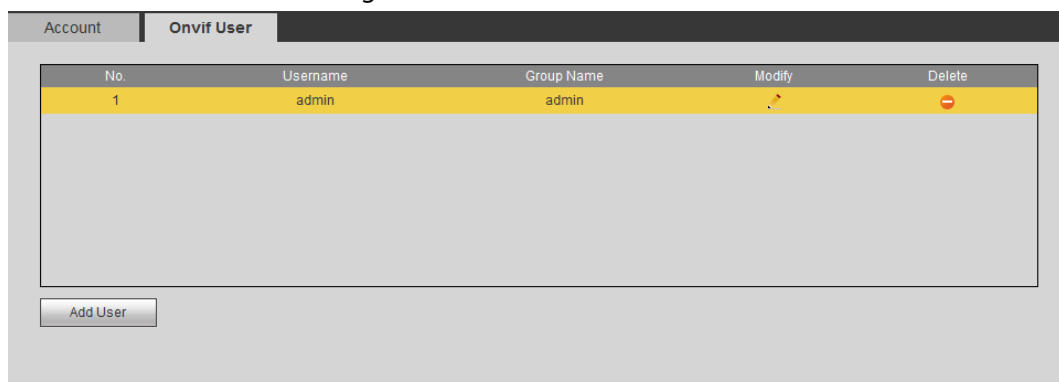 Account Onvif User
No. Username Group Name Modify Delete
1 admin admin
Add User